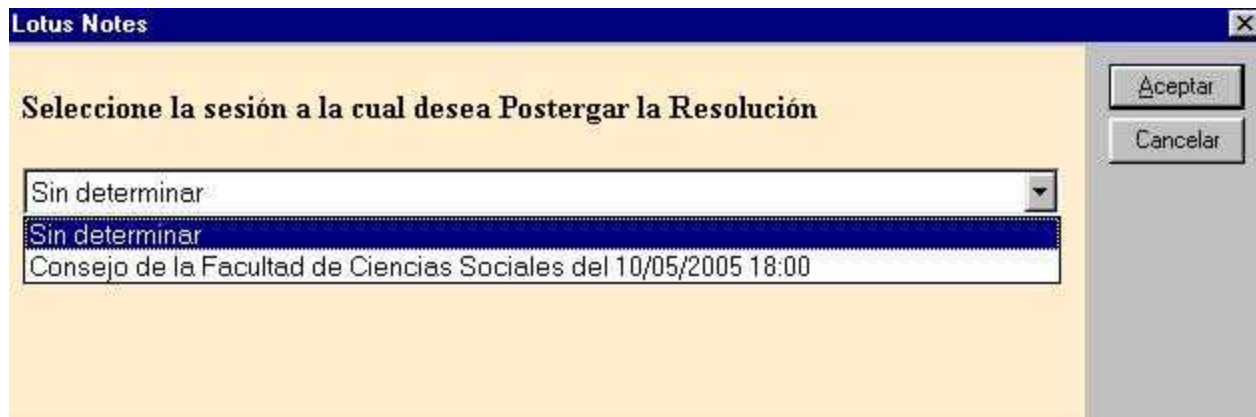 Lotus Notes
Seleccione la sesión a la cual desea Postergar la Resolución
Aceptar
Cancelar
Sin determinar
Sin determinar
Consejo de la Facultad de Ciencias Sociales del 10/05/2005 18:00